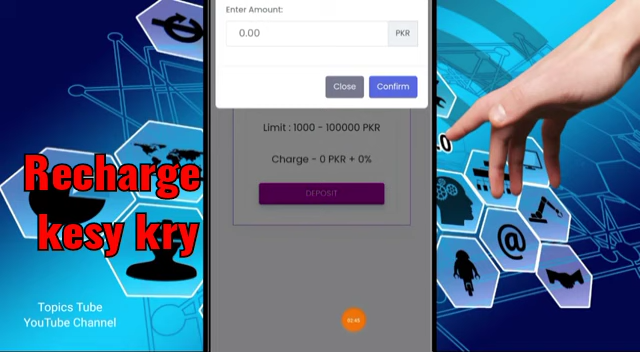 Enter Amount:
0.00
PKR
Close
Confirm
Limit : 1000 - 100000 PKR
Charge - 0 PKR + 0%
DEPOSIT
Recharge
kesy kry
Topics Tube
YouTube Channel
@